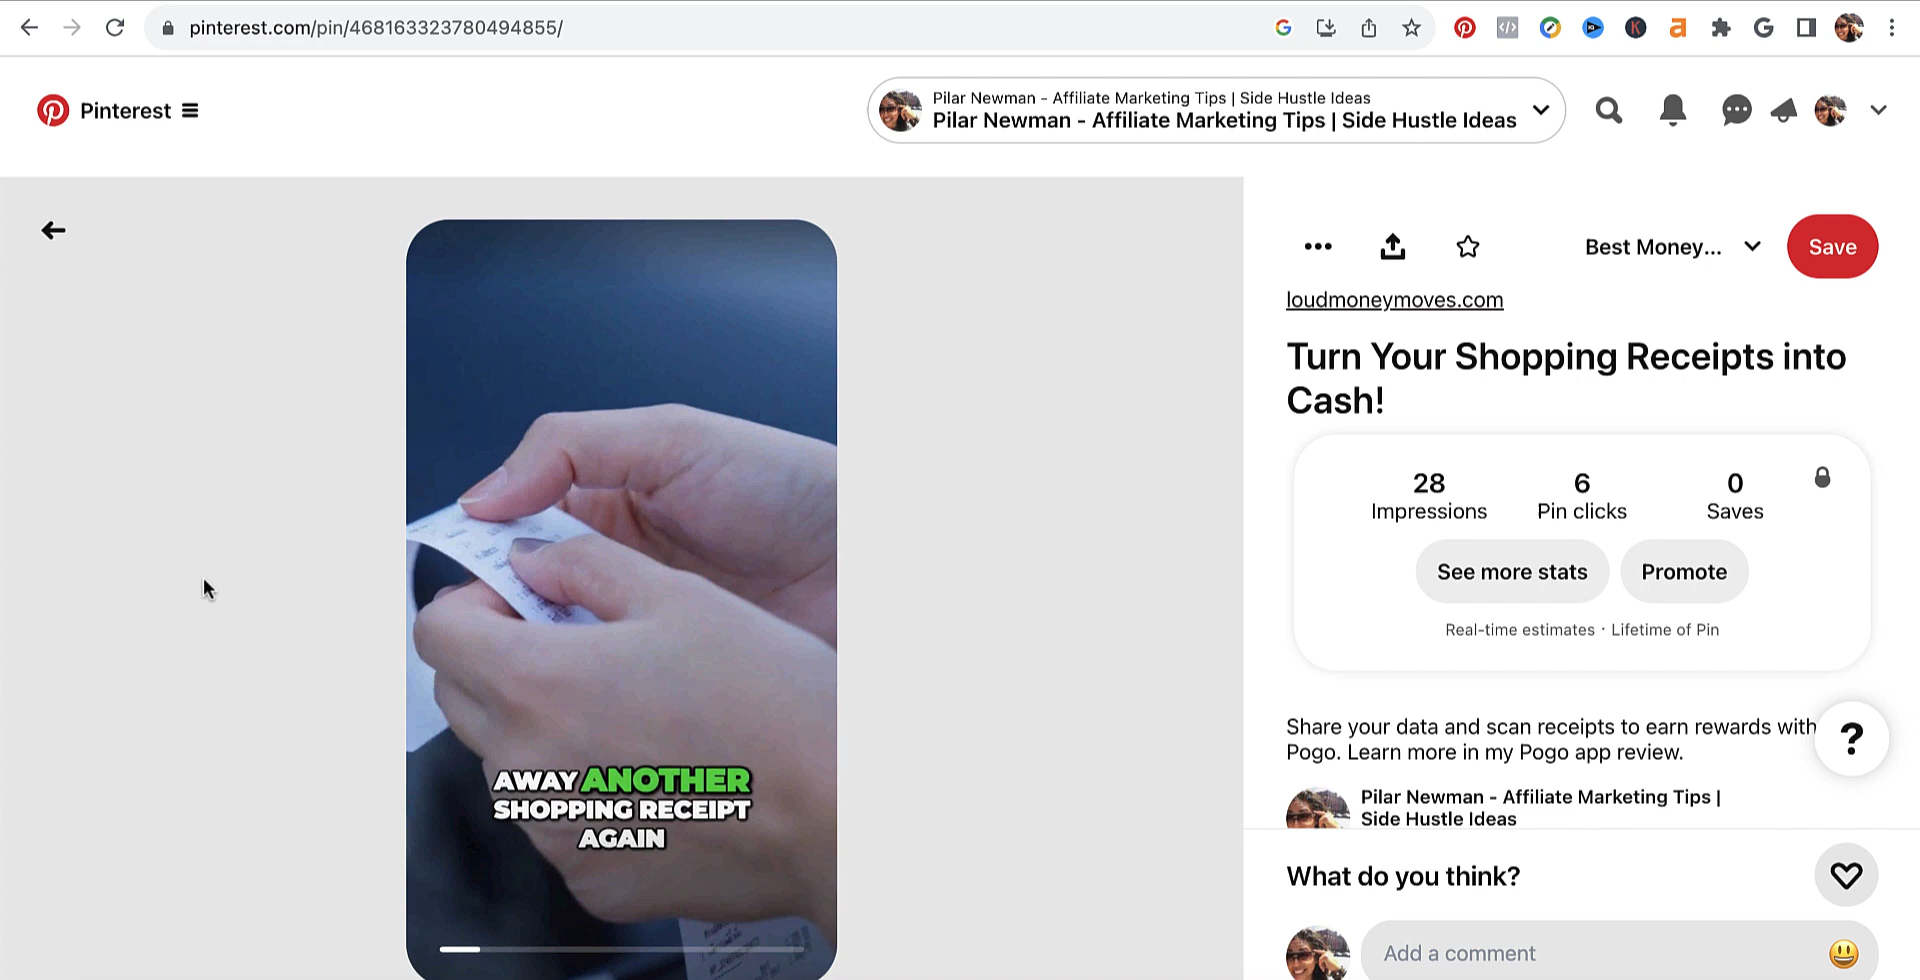 pinterest.com/pin/468163323780494855/
Pinterest
Pilar Newman - Affiliate Marketing Tips | Side Hustle Ideas
Pilar Newman - Affiliate Marketing Tips | Side Hustle Ideas
Best Money...
Save
loudmoneymoves.com
Turn Your Shopping Receipts into
Cash!
28
6
0
Impressions
Pin clicks
Saves
See more stats
Promote
Real-time estimates · Lifetime of Pin
Share your data and scan receipts to earn rewards with
Pogo. Learn more in my Pogo app review.
?
Pilar Newman - Affiliate Marketing Tips |
Side Hustle Ideas
What do you think?
Add a comment
AWAY ANOTHER
SHOPPING RECEIPT
AGAIN